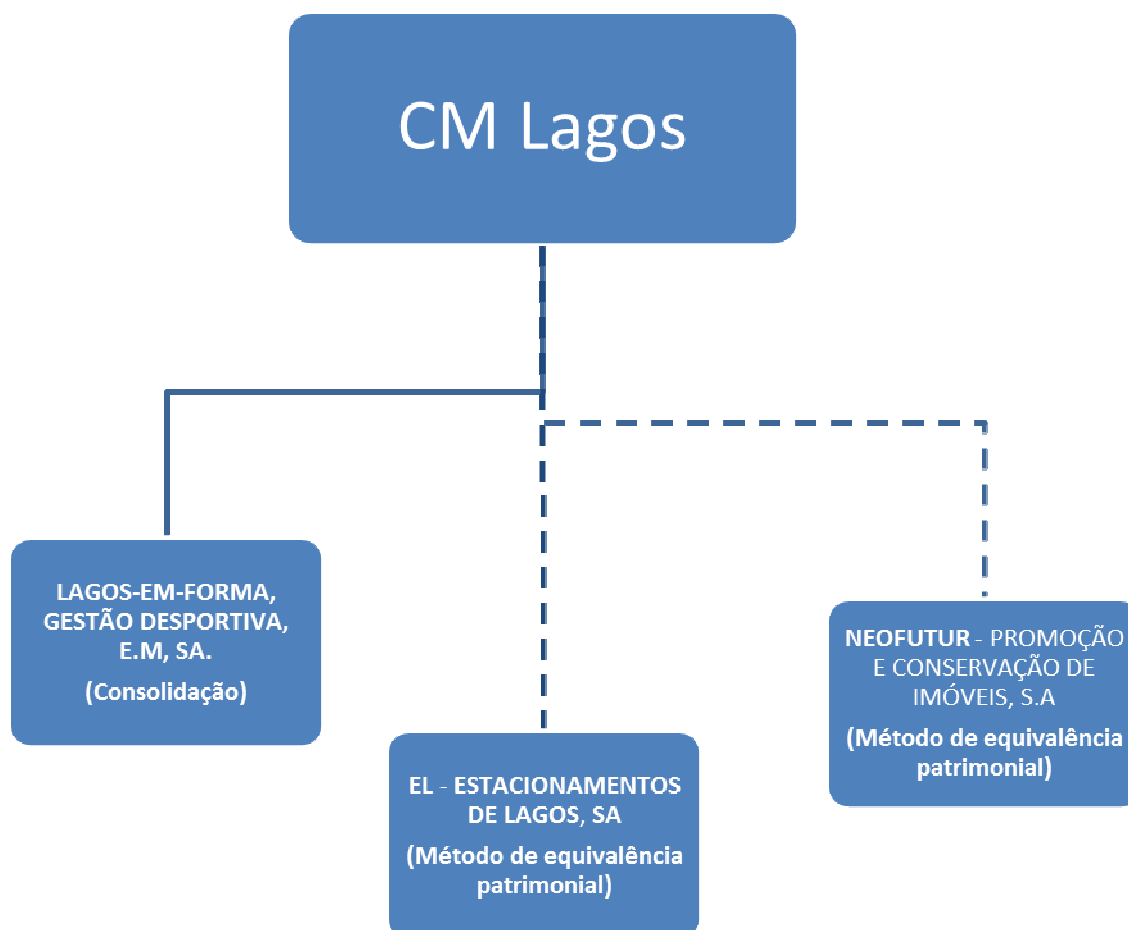 CM Lagos
LAGOS-EM-FORMA,
GESTÃO DESPORTIVA,
E.M, SA.
(Consolidação)
EL - ESTACIONAMENTOS
DE LAGOS, SA
(Método de equivalência
patrimonial)
NEOFUTUR - PROMOÇÃO
E CONSERVAÇÃO DE
IMÓVEIS, S.A
(Método de equivalência
patrimonial)